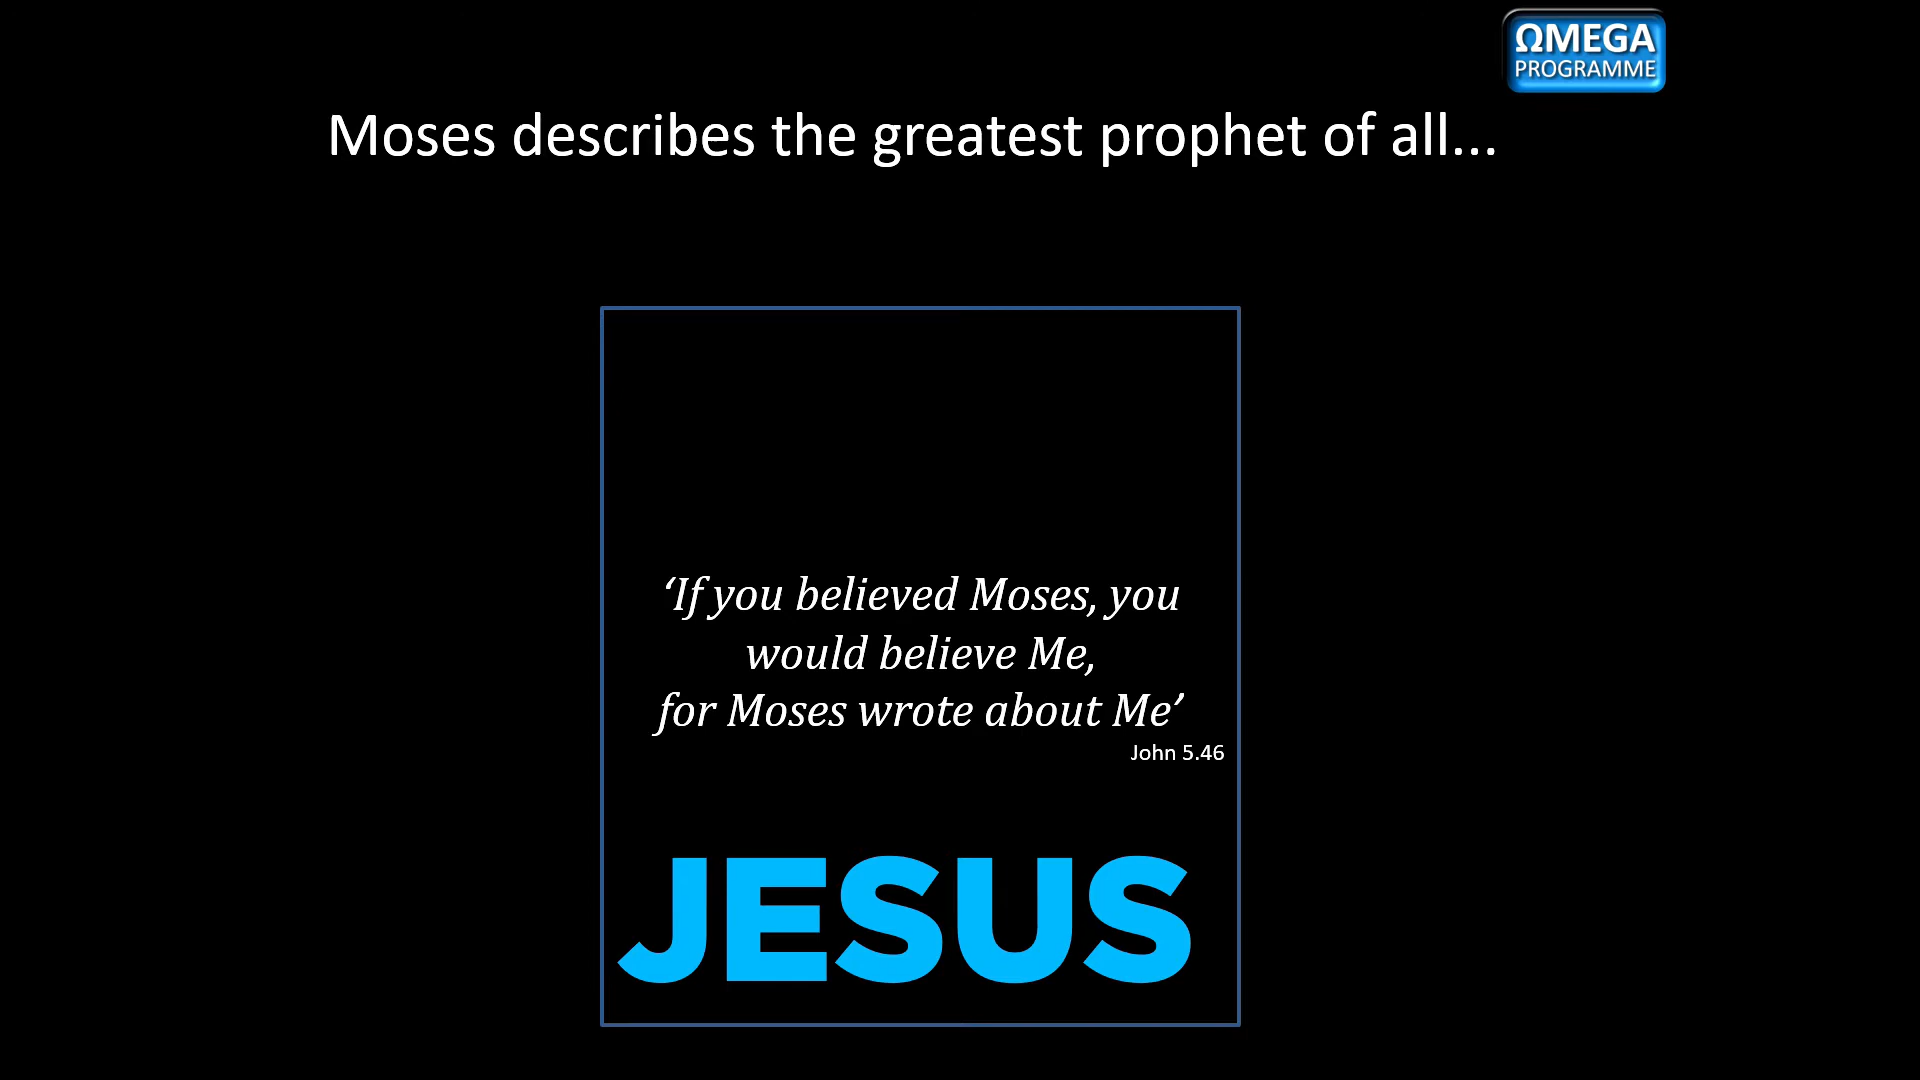 ΩMEGA
PROGRAMME
Moses describes the greatest prophet of all...
‘If you believed Moses, you
would believe Me,
for Moses wrote about Me’
John 5.46
JESUS